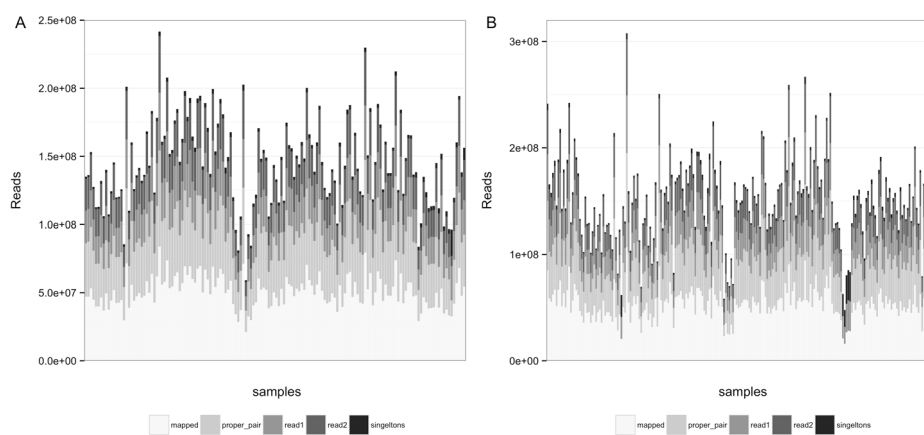 A
2.5e+08
2.0e+08
1.5e+08
1.0e+08
5.0e+07
0.0e+00
Reads
samples
mapped proper_pair read1 read2 singeltons
B
3e+08
2e+08
1e+08
0e+00
Reads
samples
mapped proper_pair read1 read2 singeltons